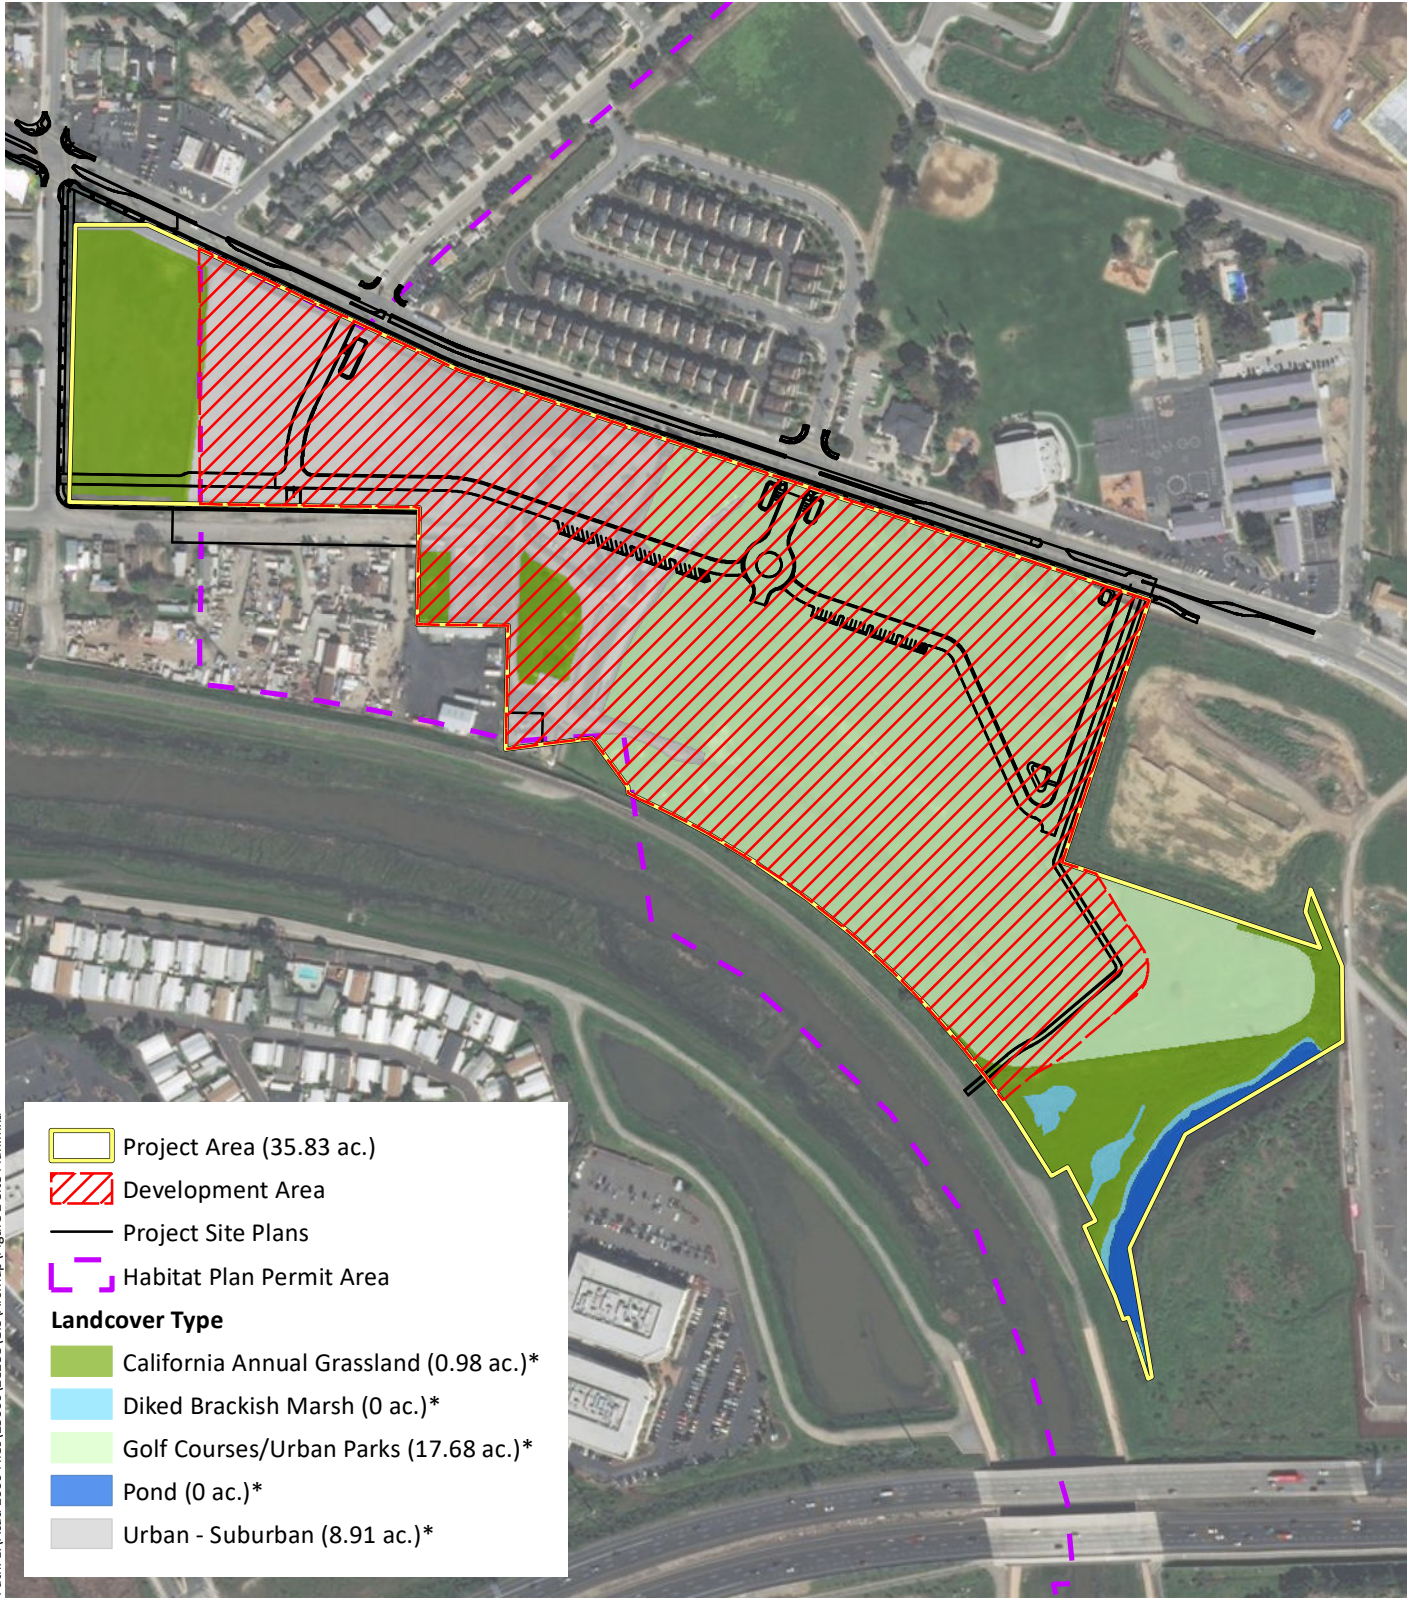 Project Area (35.83 ac.)
Development Area
Project Site Plans
Habitat Plan Permit Area
Landcover Type
California Annual Grassland (0.98 ac.)*
Diked Brackish Marsh (0 ac.)*
Golf Courses/Urban Parks (17.68 ac.)*
Pond (0 ac.)*
Urban - Suburban (8.91 ac.)*